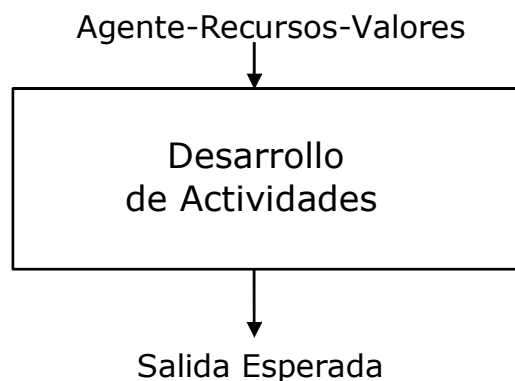 Agente-Recursos-Valores
Desarrollo
de Actividades
Salida Esperada